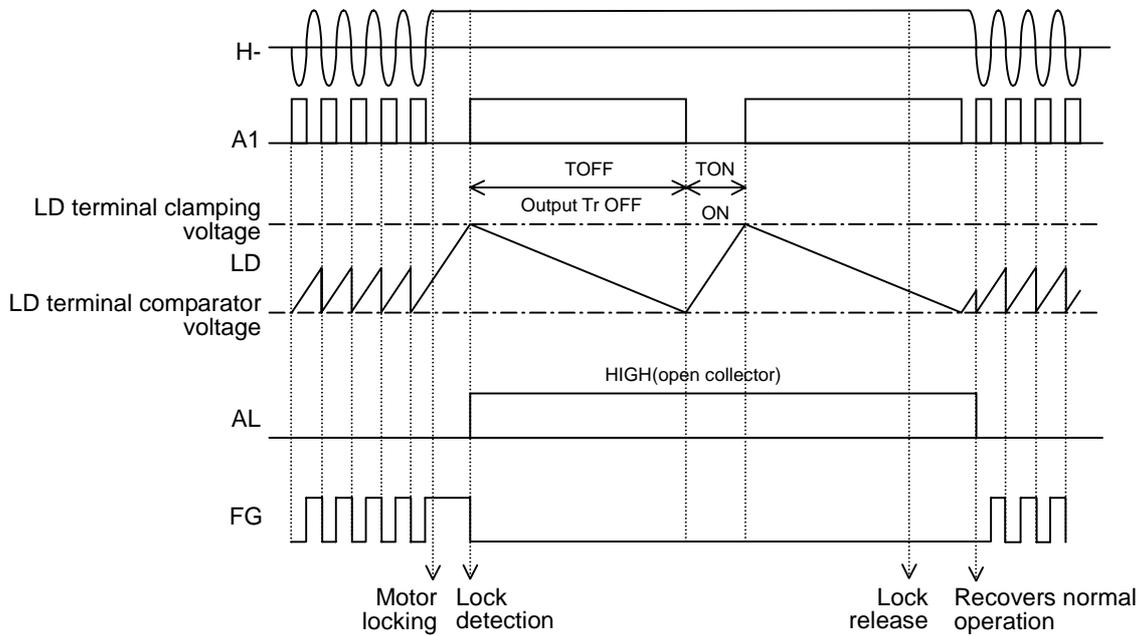 H-
A1
TOFF
TON
LD terminal clamping
voltage
Output Tr OFF
ON
LD
LD terminal comparator
voltage
HIGH(open collector)
AL
FG
Motor
locking
Lock
detection
Lock
release
Recovers normal
operation